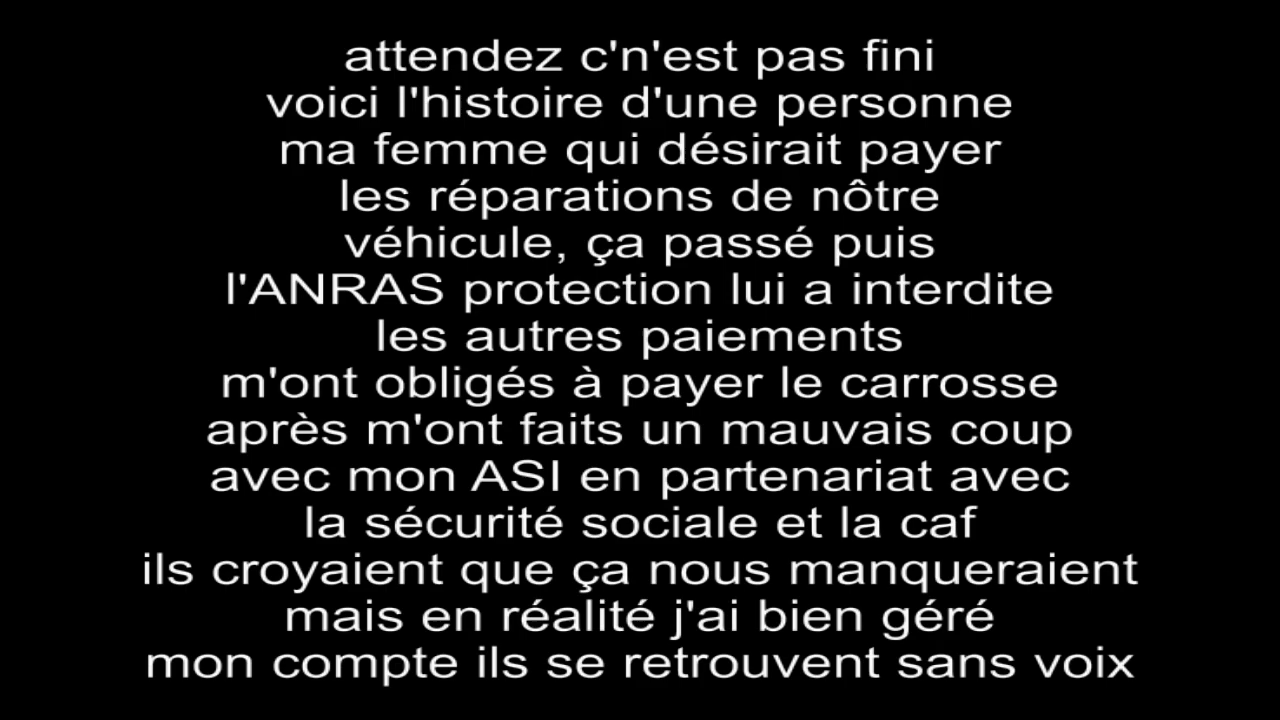 attendez c'n'est pas fini
voici l'histoire d'une personne
ma femme qui désirait payer
les réparations de nôtre
véhicule, ça passé puis
l'ANRAS protection lui a interdite
les autres paiements
m'ont obligés à payer le carrosse
après m'ont faits un mauvais coup
avec mon ASI en partenariat avec
la sécurité sociale et la caf
ils croyaient que ça nous manqueraient
mais en réalité j'ai bien géré
mon compte ils se retrouvent sans voix